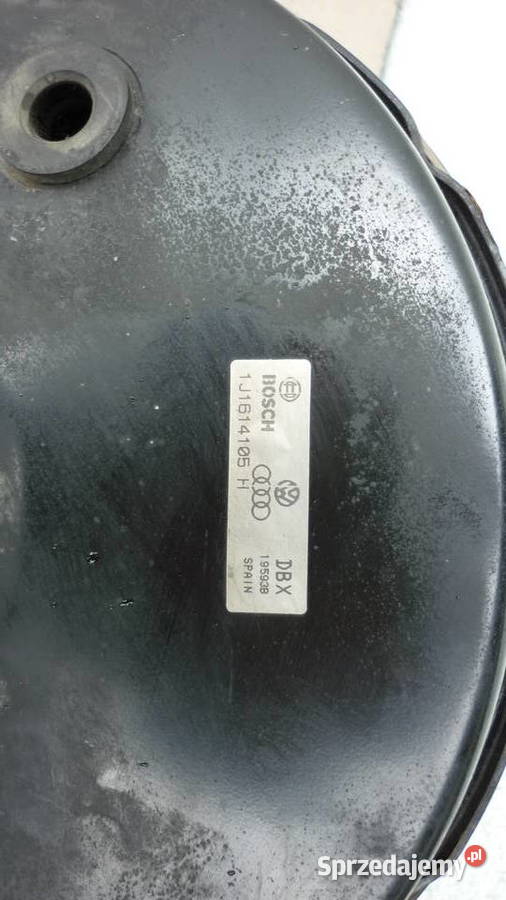 BOSCH
1J1614105 H
DBX
19593B
SPAIN
Sprzedajemy.pl